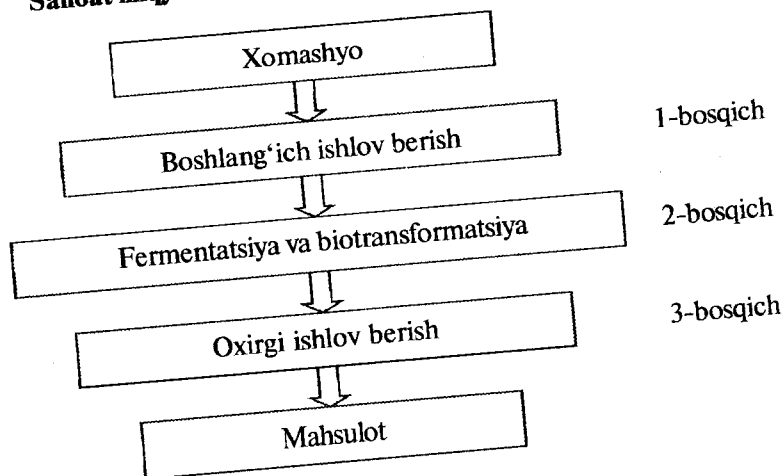 Xomashyo
Boshlang‘ich ishlov berish
1-bosqich
Fermentatsiya va biotransformatsiya
2-bosqich
Oxirgi ishlov berish
3-bosqich
Mahsulot